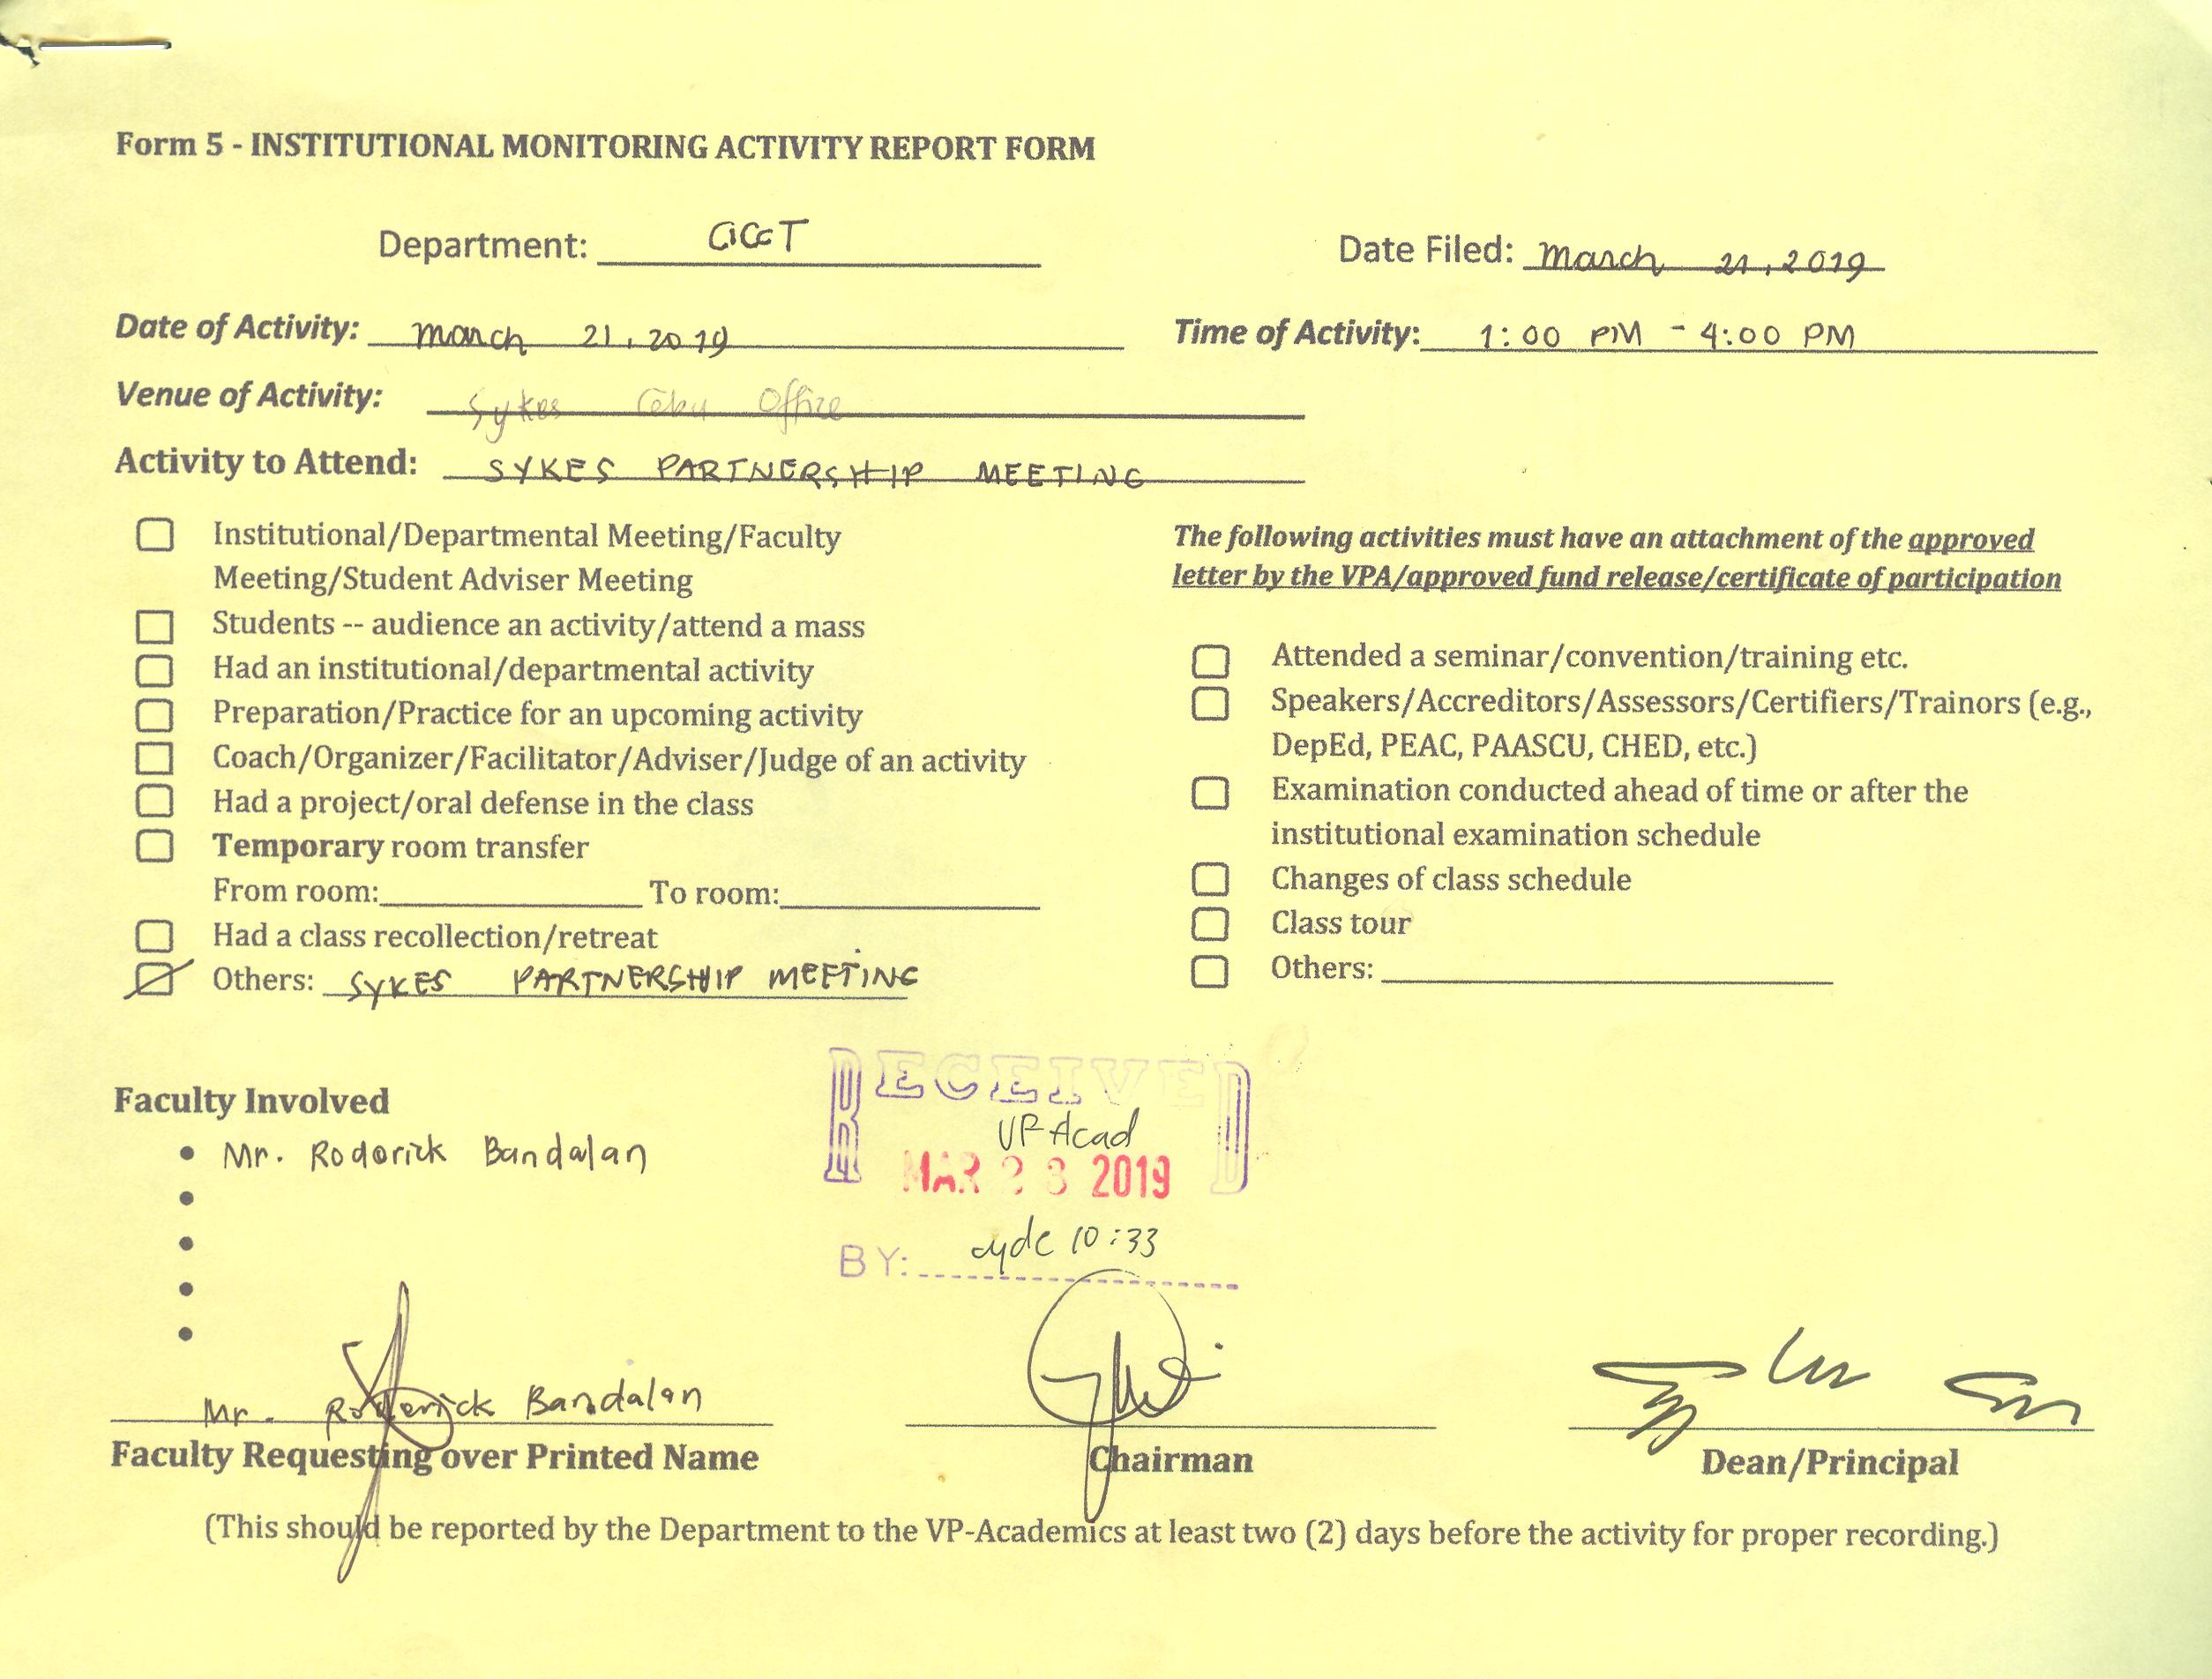 Form 5 - INSTITUTIONAL MONITORING ACTIVITY REPORT FORM
Department: CICCT
Date Filed: March 21, 2019
Date of Activity: March 21, 2019
Time of Activity: 1:00 PM - 4:00 PM
Venue of Activity: Sykes Cebu Office
Activity to Attend: SYKES PARTNERSHIP MEETING
Institutional/Departmental Meeting/Faculty
Meeting/Student Adviser Meeting
Students -- audience an activity/attend a mass
Had an institutional/departmental activity
Preparation/Practice for an upcoming activity
Coach/Organizer/Facilitator/Adviser/Judge of an activity
Had a project/oral defense in the class
Temporary room transfer
From room: To room:
Had a class recollection/retreat
Others: SYKES PARTNERSHIP MEETING
The following activities must have an attachment of the approved
letter by the VPA/approved fund release/certificate of participation
Attended a seminar/convention/training etc.
Speakers/Accreditors/Assessors/Certifiers/Trainors (e.g.,
DepEd, PEAC, PAASCU, CHED, etc.)
Examination conducted ahead of time or after the
institutional examination schedule
Changes of class schedule
Class tour
Others:
RECEIVED
VP Acad
MAR 2019
BY: 10:33
Faculty Involved
• Mr. Roderick Bandalan
•
•
•
•
Mr. Roderick Bandalan
Faculty Requesting over Printed Name
Chairman
Dean/Principal
(This should be reported by the Department to the VP-Academics at least two (2) days before the activity for proper recording.)